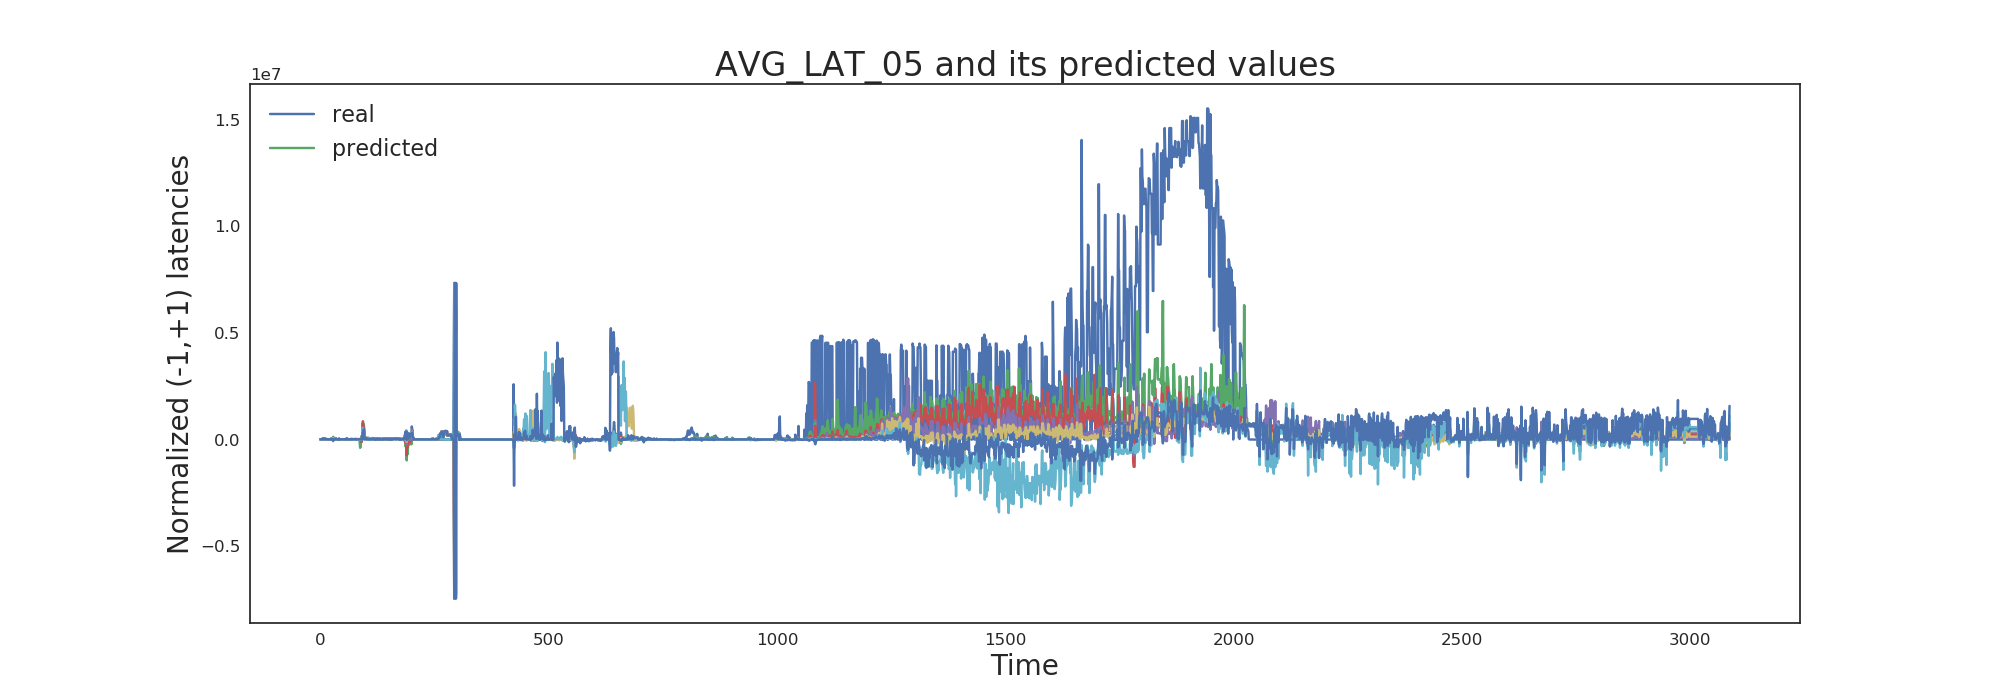 AVG_LAT_05 and its predicted values
1e7
real
predicted
1.5
1.0
0.5
0.0
−0.5
Normalized (-1,+1) latencies
0
500
1000
1500
2000
2500
3000
Time